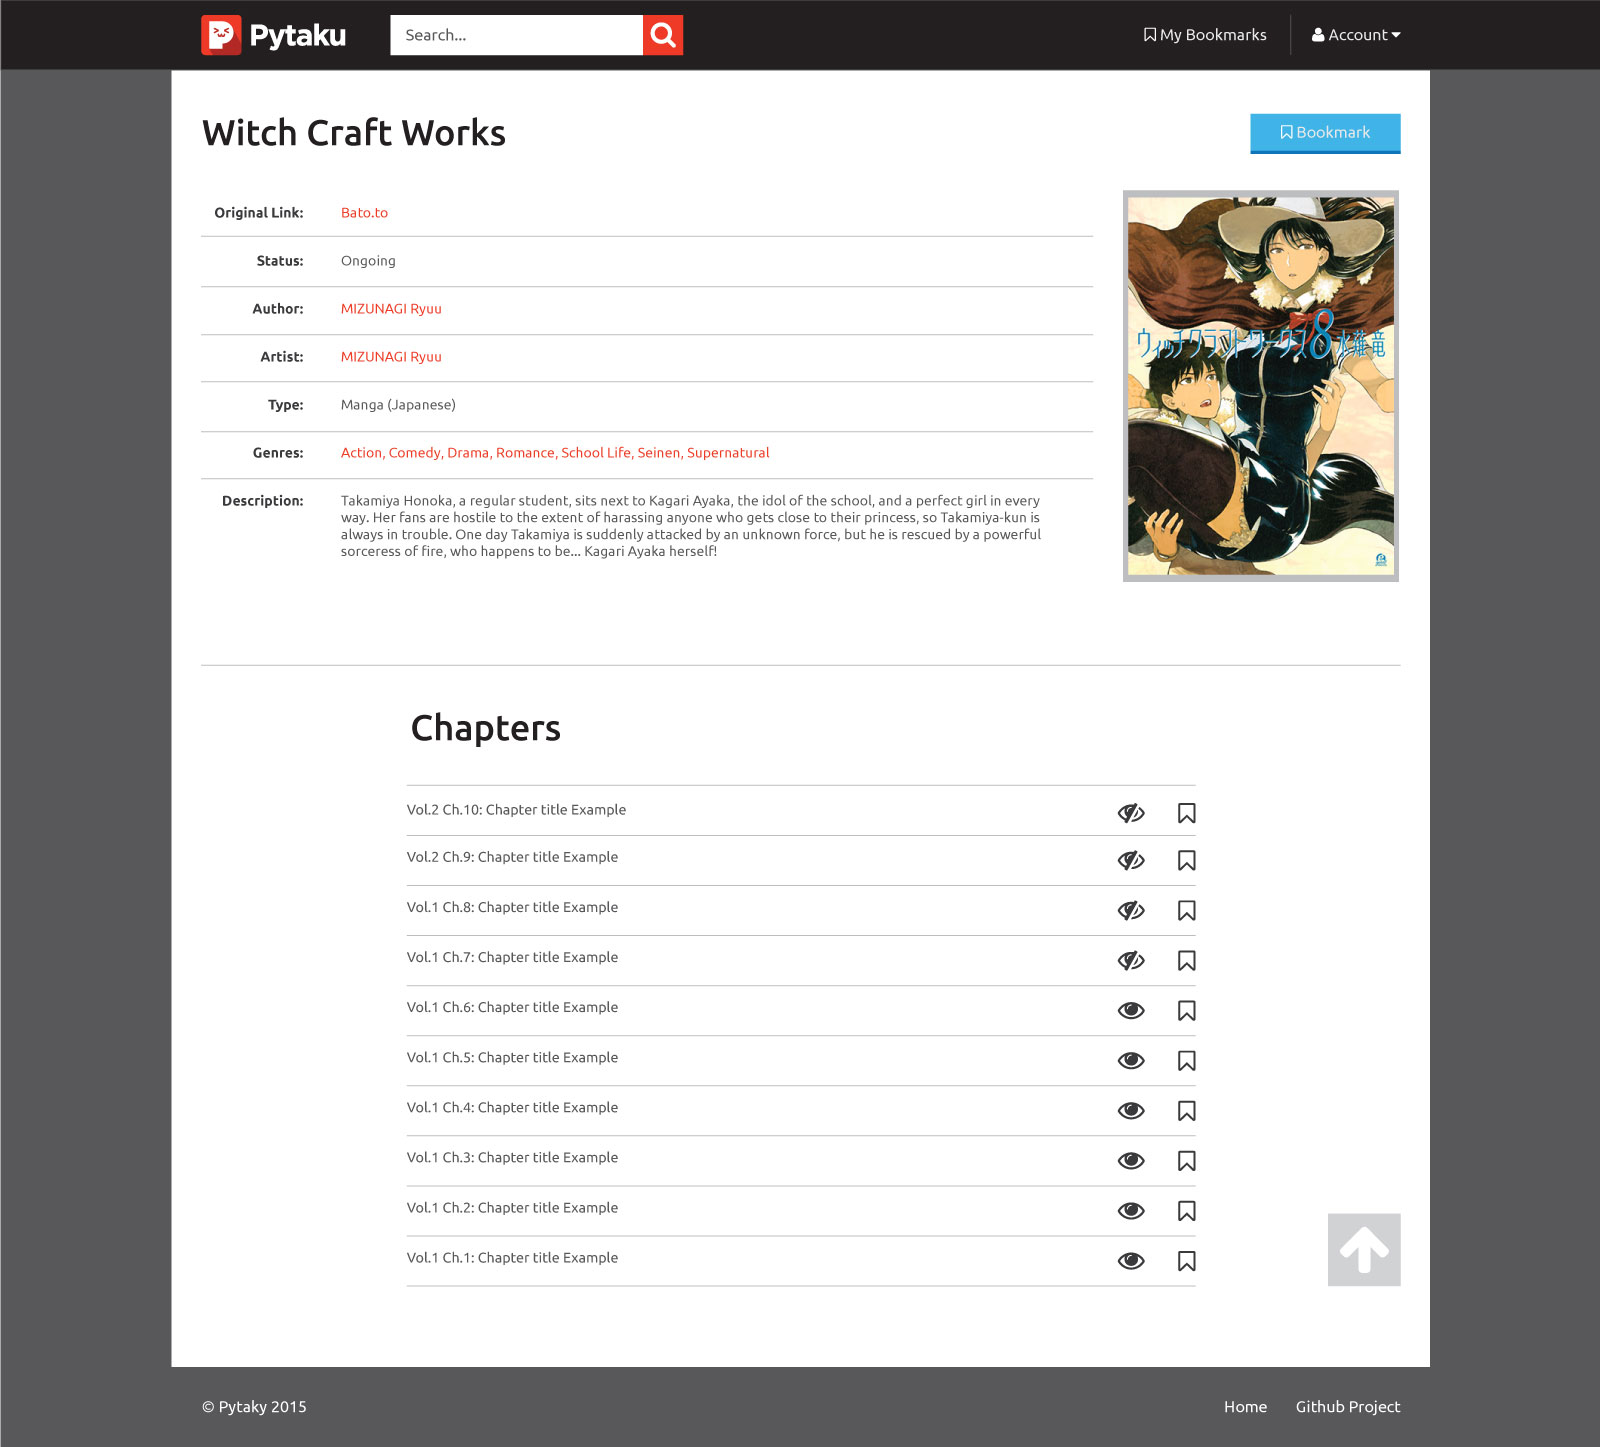 Pytaku
Search...
My Bookmarks
Account
Witch Craft Works
Bookmark
Original Link: Bato.to
Status: Ongoing
Author: MIZUNAGI Ryuu
Artist: MIZUNAGI Ryuu
Type: Manga (Japanese)
Genres: Action, Comedy, Drama, Romance, School Life, Seinen, Supernatural
Description: Takamiya Honoka, a regular student, sits next to Kagari Ayaka, the idol of the school, and a perfect girl in every
way. Her fans are hostile to the extent of harassing anyone who gets close to their princess, so Takamiya-kun is
always in trouble. One day Takamiya is suddenly attacked by an unknown force, but he is rescued by a powerful
sorceress of fire, who happens to be... Kagari Ayaka herself!
ウィッチクラフトワークス8 水薙竜
Chapters
Vol.2 Ch.10: Chapter title Example
Vol.2 Ch.9: Chapter title Example
Vol.1 Ch.8: Chapter title Example
Vol.1 Ch.7: Chapter title Example
Vol.1 Ch.6: Chapter title Example
Vol.1 Ch.5: Chapter title Example
Vol.1 Ch.4: Chapter title Example
Vol.1 Ch.3: Chapter title Example
Vol.1 Ch.2: Chapter title Example
Vol.1 Ch.1: Chapter title Example
© Pytaky 2015
Home
Github Project